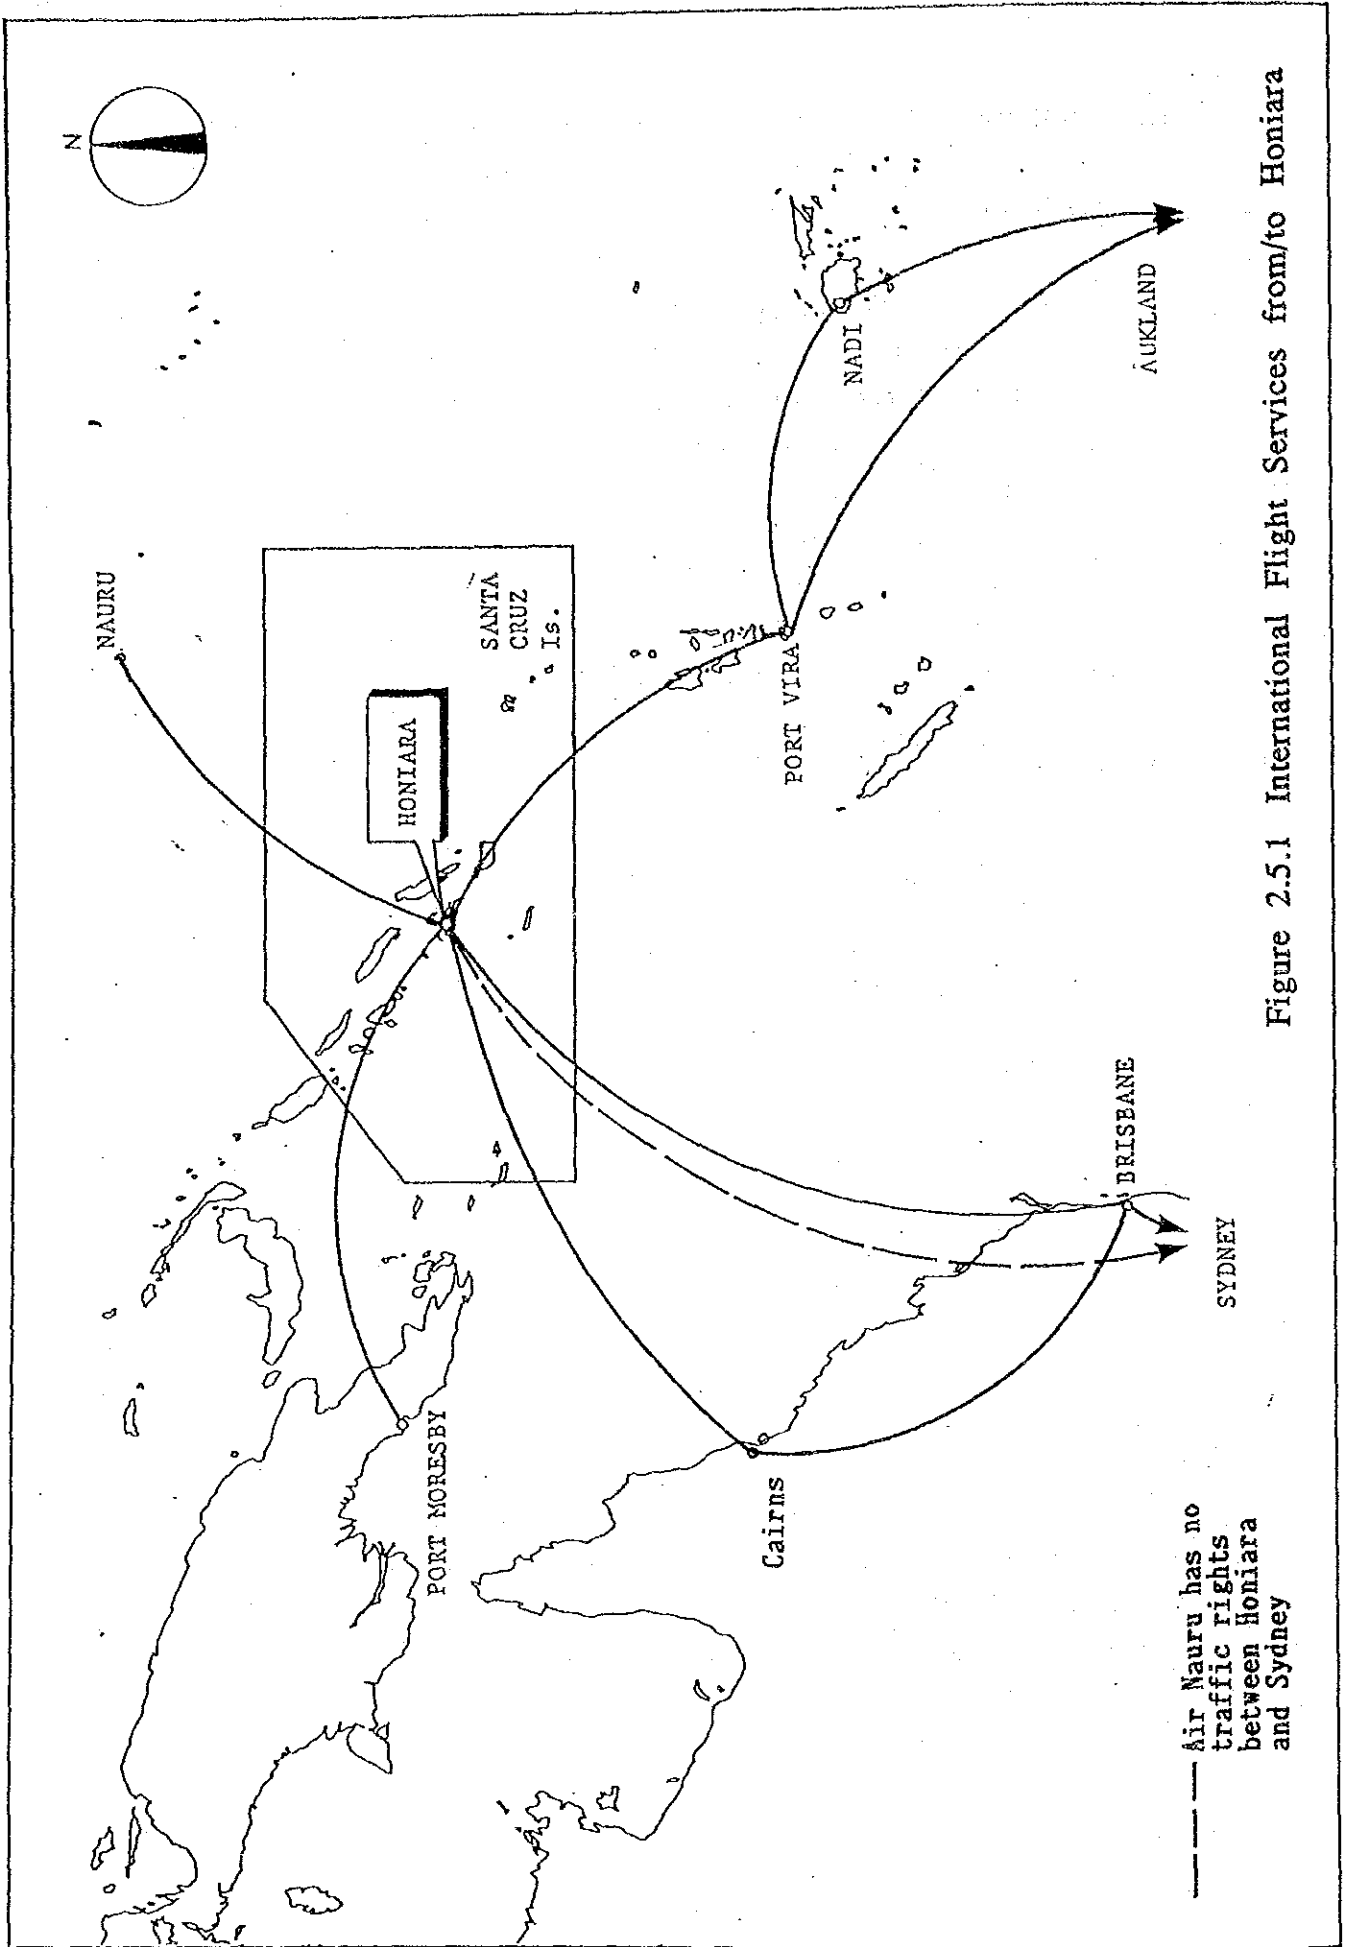 N
NAURU
HONIARA
SANTA
CRUZ
Is.
PORT MORESBY
PORT VIRA
NADI
Cairns
BRISBANE
SYDNEY
AUKLAND
Air Nauru has no
traffic rights
between Honiara
and Sydney
Figure 2.5.1 International Flight Services from/to Honiara